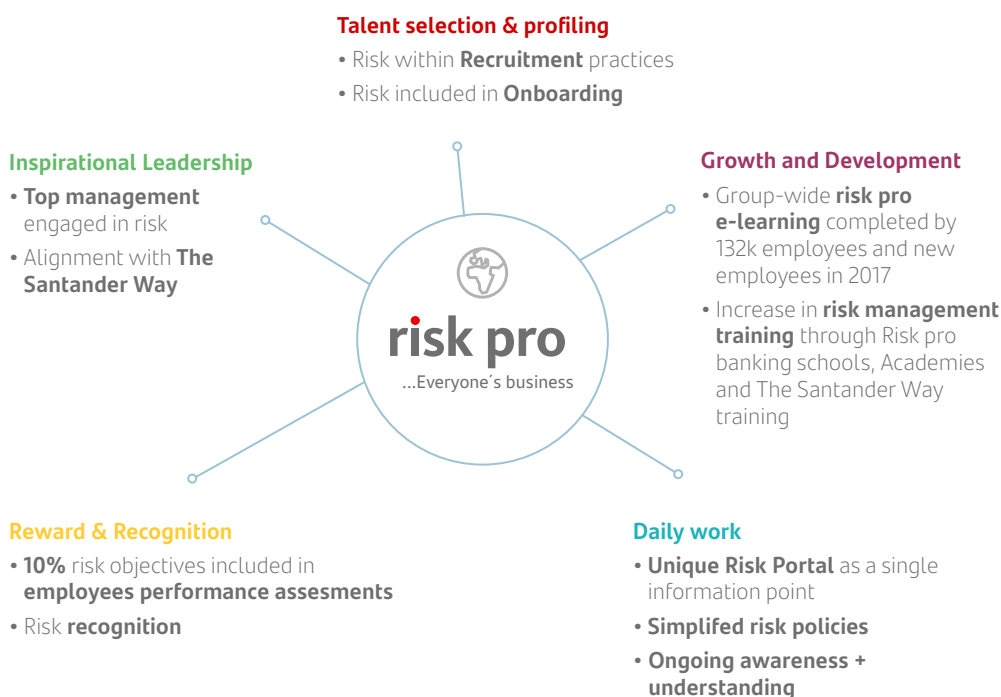 Talent selection & profiling
• Risk within Recruitment practices
• Risk included in Onboarding
Inspirational Leadership
• Top management
engaged in risk
• Alignment with The
Santander Way
Growth and Development
• Group-wide risk pro
e-learning completed by
132k employees and new
employees in 2017
• Increase in risk management
training through Risk pro
banking schools, Academies
and The Santander Way
training
risk pro
...Everyone´s business
Reward & Recognition
• 10% risk objectives included in
employees performance assesments
• Risk recognition
Daily work
• Unique Risk Portal as a single
information point
• Simplifed risk policies
• Ongoing awareness +
understanding